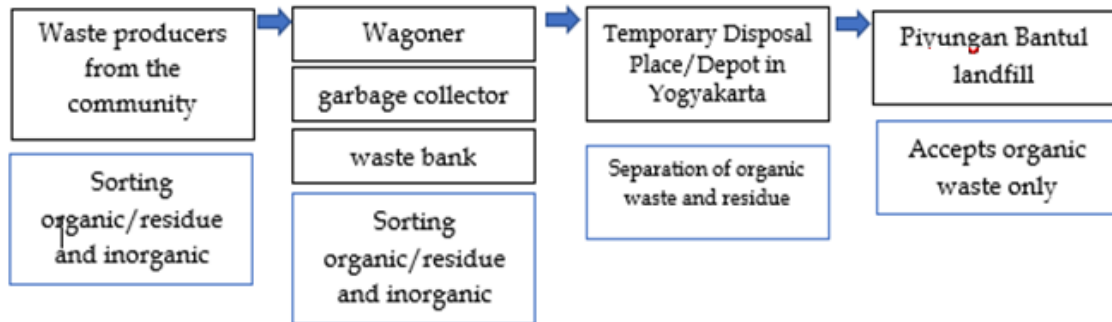 Waste producers
from the
community
Sorting
organic/residue
and inorganic
Wagoner
garbage collector
waste bank
Sorting
organic/residue
and inorganic
Temporary Disposal
Place/Depot in
Yogyakarta
Separation of organic
waste and residue
Piyungan Bantul
landfill
Accepts organic
waste only